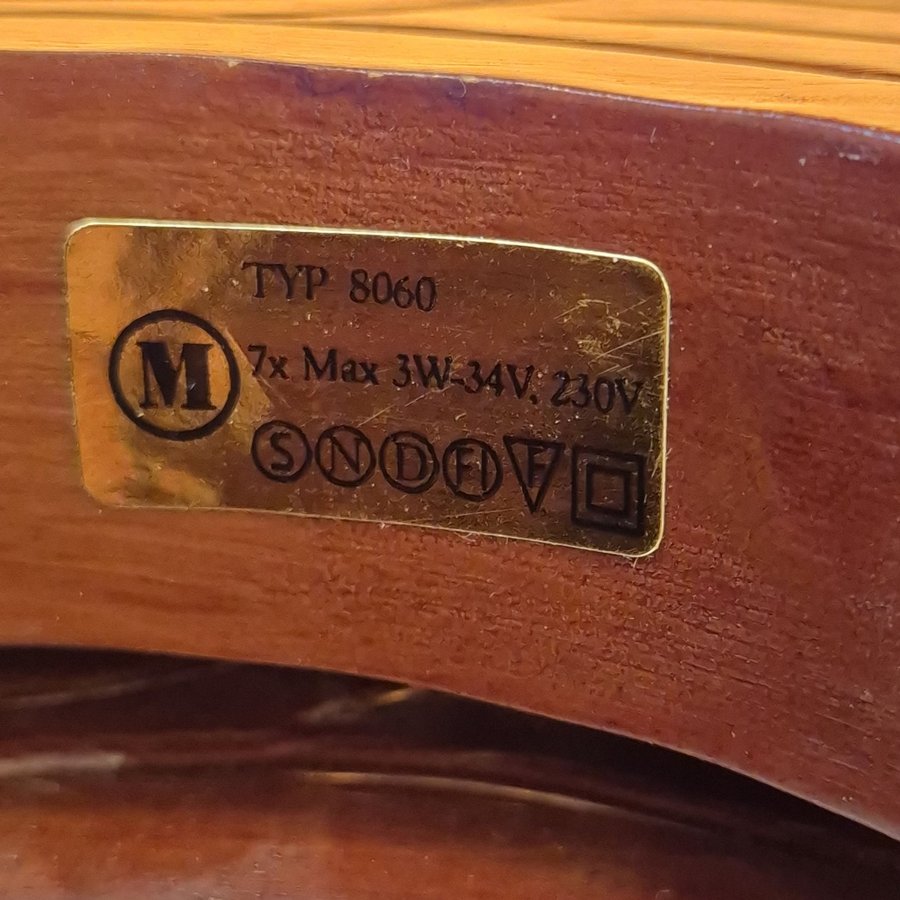 TYP 8060
M
7x Max 3W-34V, 230V
S N D FI F